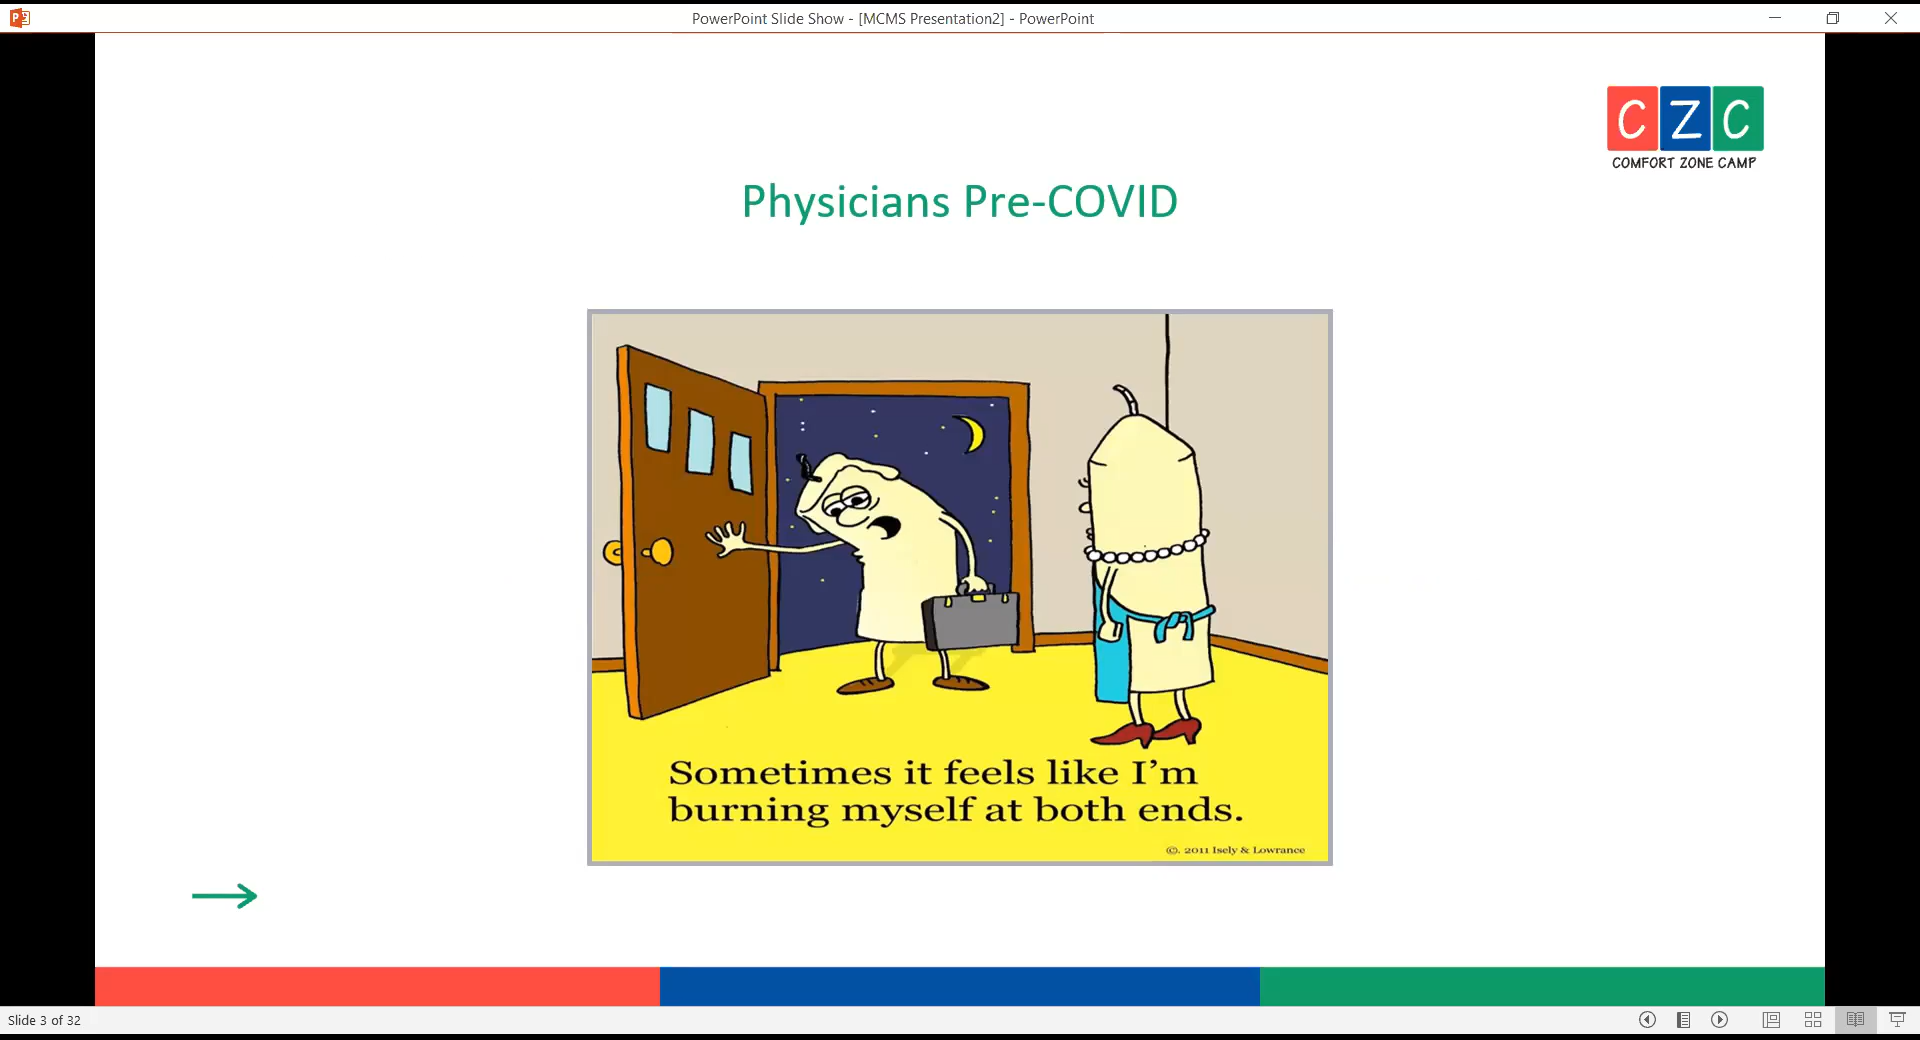 PowerPoint Slide Show - [MCMS Presentation2] - PowerPoint
C Z C
COMFORT ZONE CAMP
Physicians Pre-COVID
Sometimes it feels like I'm
burning myself at both ends.
©. 2011 Isely & Lowrance
Slide 3 of 32